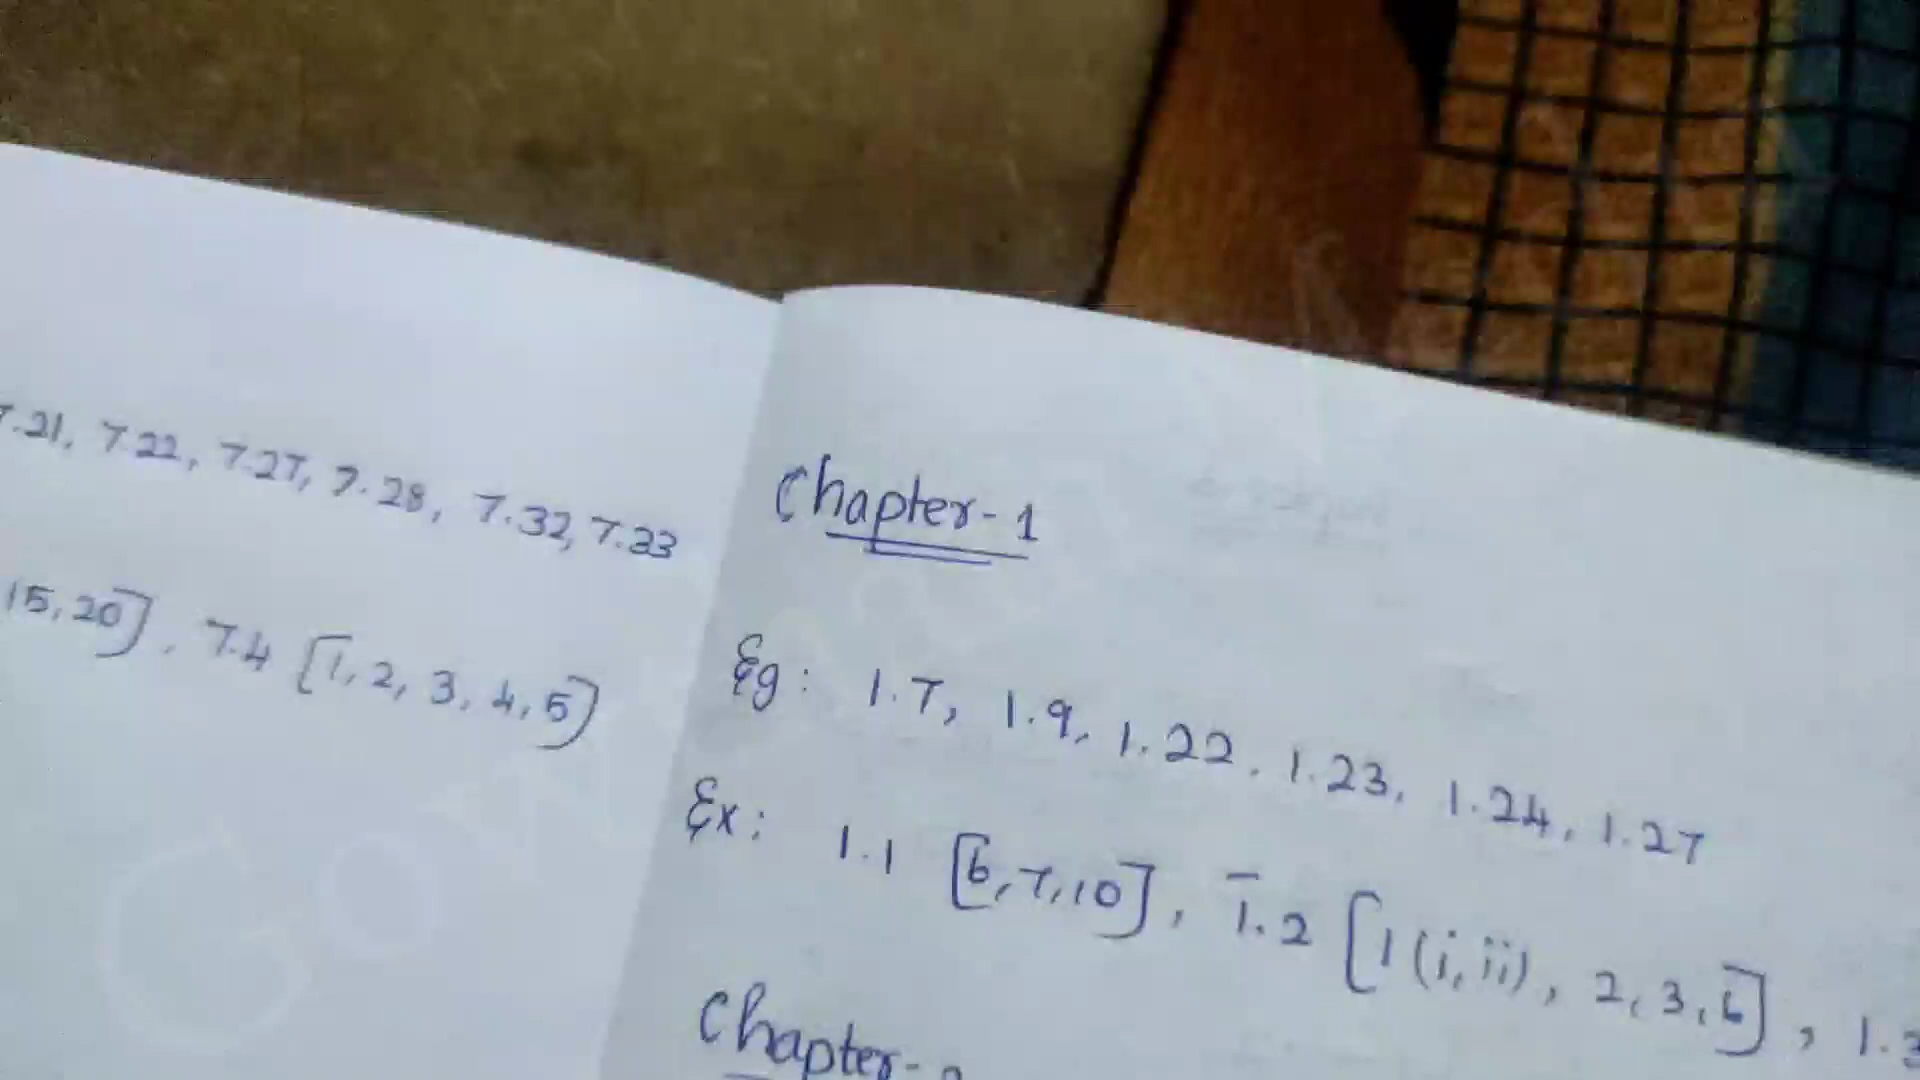 7.21, 7.22, 7.27, 7.28, 7.32, 7.33
15, 20], 7.4 [1, 2, 3, 4, 5]
Chapter-1
Eg: 1.7, 1.9, 1.22, 1.23, 1.24, 1.27
Ex: 1.1 [6, 7, 10], 1.2 [1(i, ii), 2, 3, 6], 1.3
Chapter-